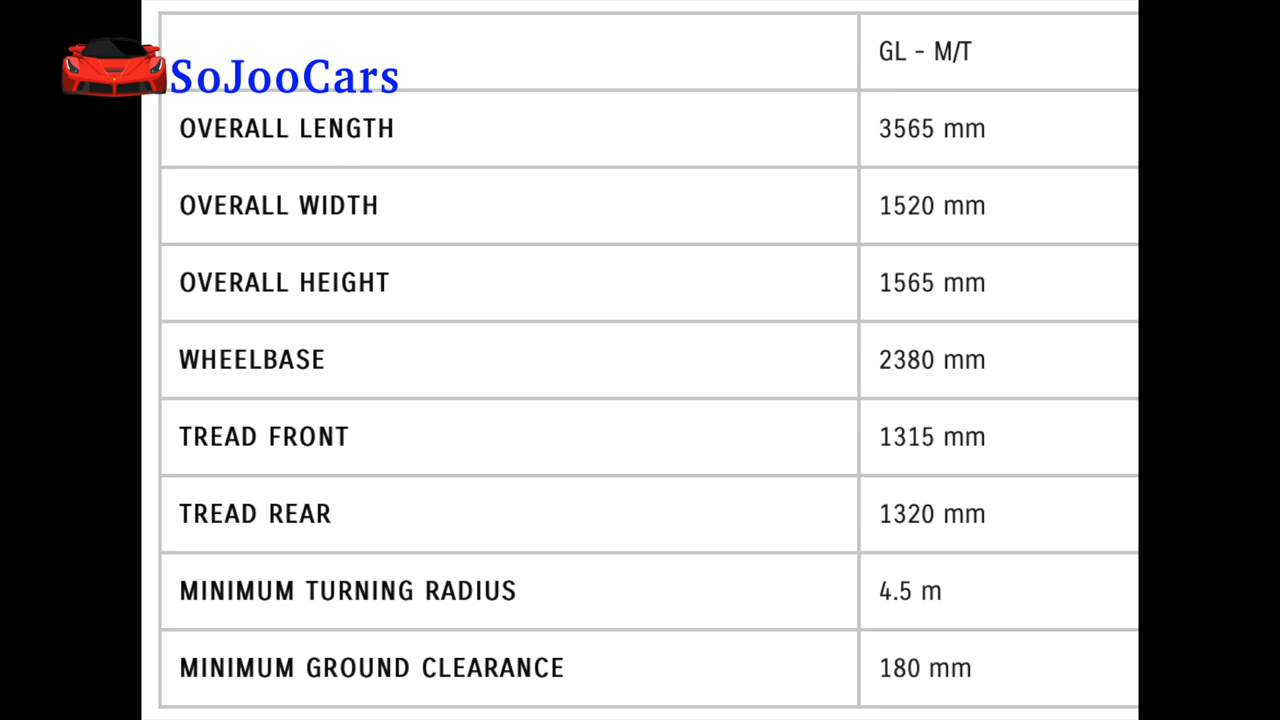 GL - M/T
SoJooCars
OVERALL LENGTH 3565 mm
OVERALL WIDTH 1520 mm
OVERALL HEIGHT 1565 mm
WHEELBASE 2380 mm
TREAD FRONT 1315 mm
TREAD REAR 1320 mm
MINIMUM TURNING RADIUS 4.5 m
MINIMUM GROUND CLEARANCE 180 mm